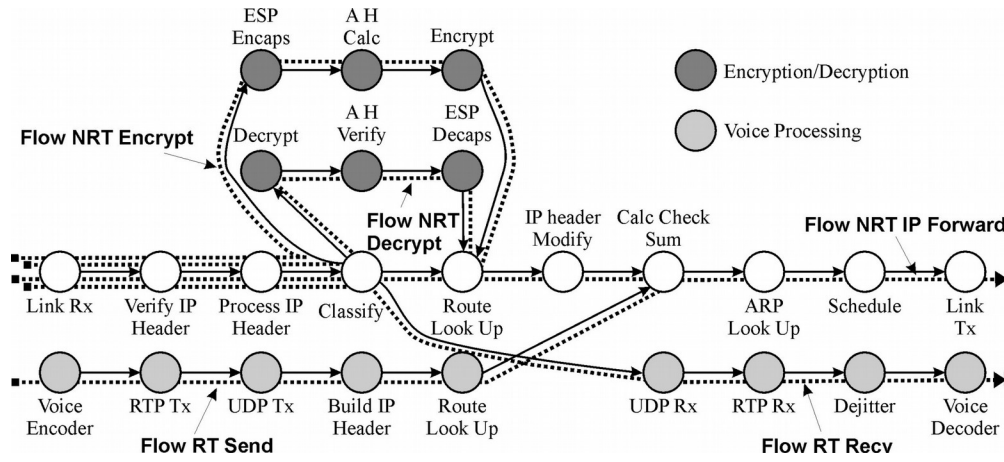 ESP A H
Encaps Calc Encrypt
Encryption/Decryption
A H ESP
Decrypt Verify Decaps
Voice Processing
Flow NRT Encrypt
Flow NRT
Decrypt
IP header Calc Check
Modify Sum
Flow NRT IP Forward
Link Rx Verify IP Process IP Classify Route ARP Schedule Link
Header Header Look Up Look Up Tx
Voice RTP Tx UDP Tx Build IP Route UDP Rx RTP Rx Dejitter Voice
Encoder Header Look Up Decoder
Flow RT Send Flow RT Recv